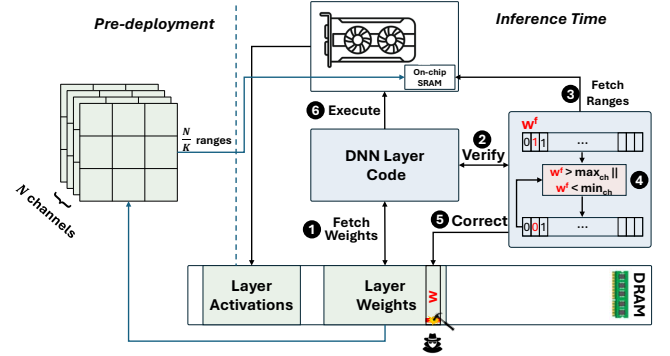 Pre-deployment
Inference Time
On-chip
SRAM
3 Fetch
Ranges
6 Execute
N/K ranges
N channels
DNN Layer
Code
2
Verify
w^f
0 1 1 ...
w^f > max_ch ||
w^f < min_ch
4
0 0 1 ...
1 Fetch
Weights
5 Correct
Layer
Activations
Layer
Weights
W
DRAM